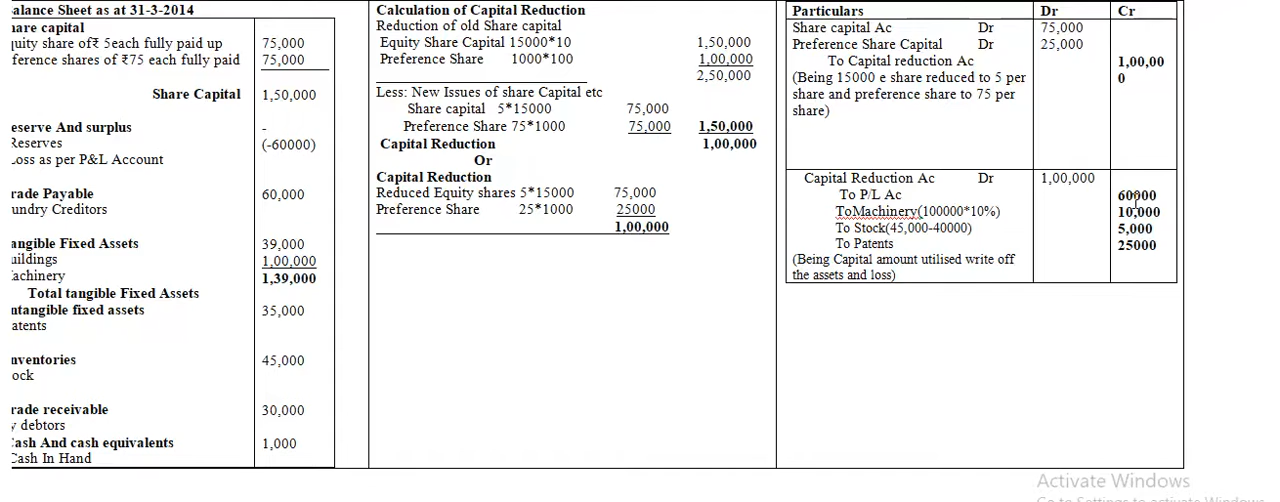 alance Sheet as at 31-3-2014
are capital
quity share of₹ 5each fully paid up 75,000
ference shares of ₹75 each fully paid 75,000
Share Capital 1,50,000
eserve And surplus -
Reserves (-60000)
oss as per P&L Account
rade Payable 60,000
undry Creditors
angible Fixed Assets 39,000
uildings 1,00,000
achinery 1,39,000
Total tangible Fixed Assets
ntangible fixed assets 35,000
atents
nventories 45,000
ock
rade receivable 30,000
y debtors
ash And cash equivalents 1,000
Cash In Hand
Calculation of Capital Reduction
Reduction of old Share capital
Equity Share Capital 15000*10 1,50,000
Preference Share 1000*100 1,00,000
2,50,000
Less: New Issues of share Capital etc
Share capital 5*15000 75,000
Preference Share 75*1000 75,000 1,50,000
Capital Reduction 1,00,000
Or
Capital Reduction
Reduced Equity shares 5*15000 75,000
Preference Share 25*1000 25000
1,00,000
Particulars Dr Cr
Share capital Ac Dr 75,000
Preference Share Capital Dr 25,000
To Capital reduction Ac 1,00,00
(Being 15000 e share reduced to 5 per 0
share and preference share to 75 per
share)
Capital Reduction Ac Dr 1,00,000
To P/L Ac 60000
ToMachinery(100000*10%) 10,000
To Stock(45,000-40000) 5,000
To Patents 25000
(Being Capital amount utilised write off
the assets and loss)
Activate Windows
Go to Settings to activate Windows